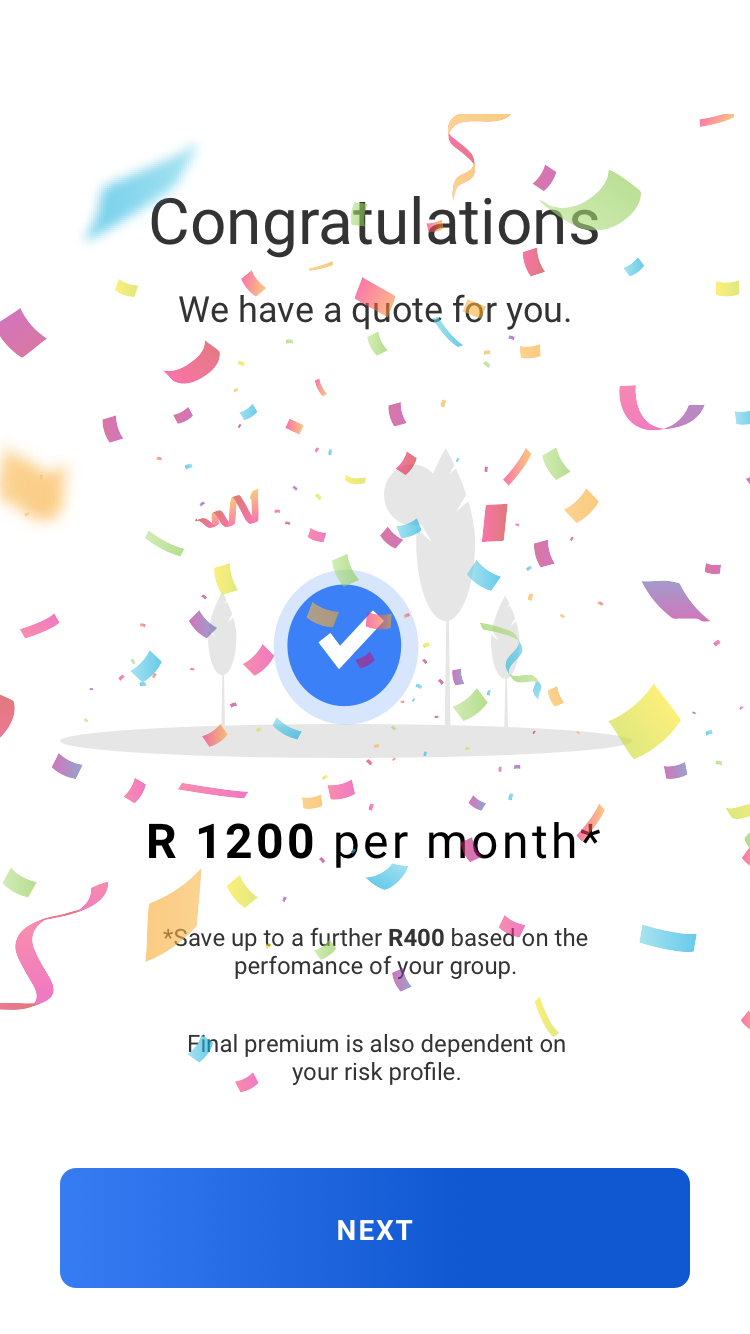 Congratulations
We have a quote for you.
R 1200 per month*
*Save up to a further R400 based on the
perfomance of your group.
Final premium is also dependent on
your risk profile.
NEXT